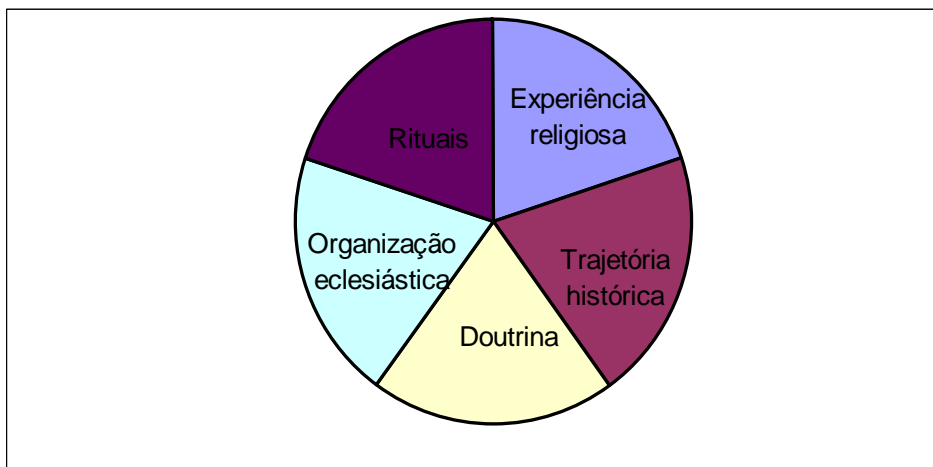 Experiência
religiosa
Trajetória
histórica
Doutrina
Organização
eclesiástica
Rituais